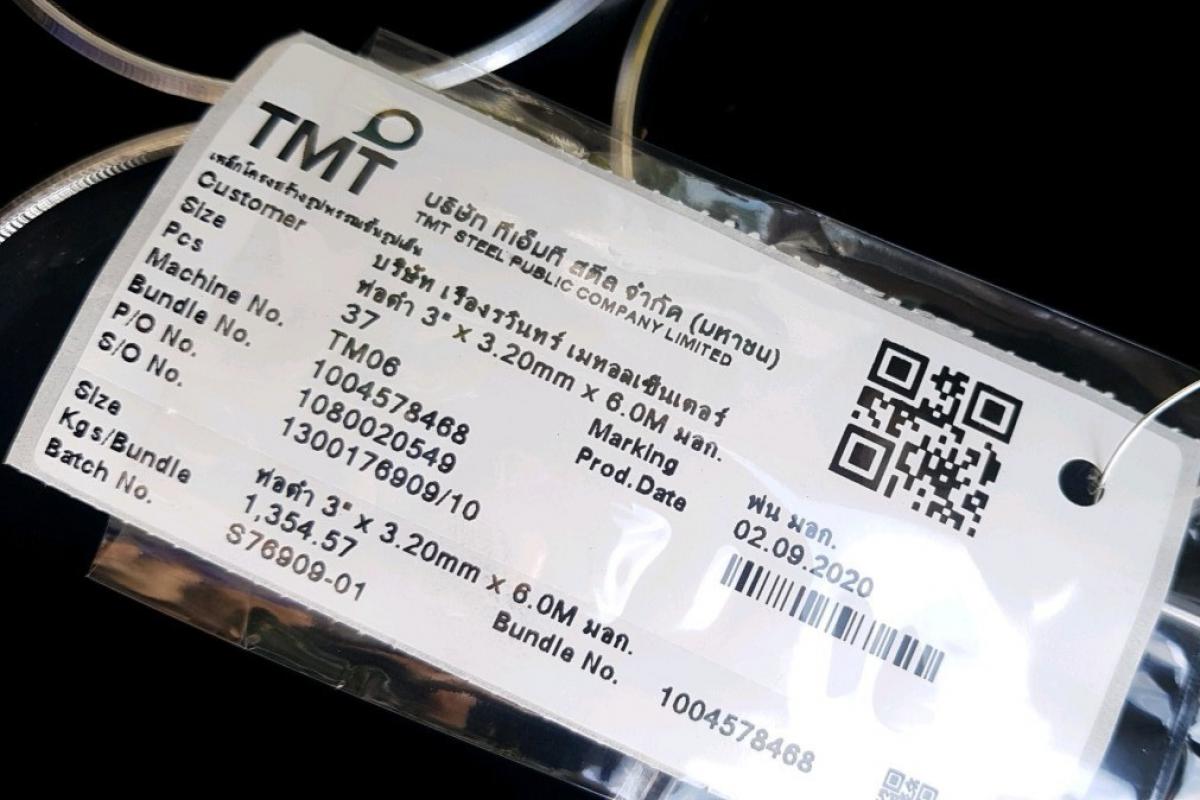 TMT
บริษัท ทีเอ็มที สตีล จำกัด (มหาชน)
TMT STEEL PUBLIC COMPANY LIMITED
เหล็กโครงสร้างรูปพรรณขึ้นรูปเย็น
Customer บริษัท เรืองรวินทร์ เมทอลเซ็นเตอร์
Size ท่อดำ 3" x 3.20mm x 6.0M มอก.
Pcs 37 Marking พ่น มอก.
Machine No. TM06 Prod.Date 02.09.2020
Bundle No. 1004578468
P/O No. 1080020549
S/O No. 1300176909/10
Size ท่อดำ 3" x 3.20mm x 6.0M มอก.
Kgs/Bundle 1,354.57 Bundle No. 1004578468
Batch No. S76909-01